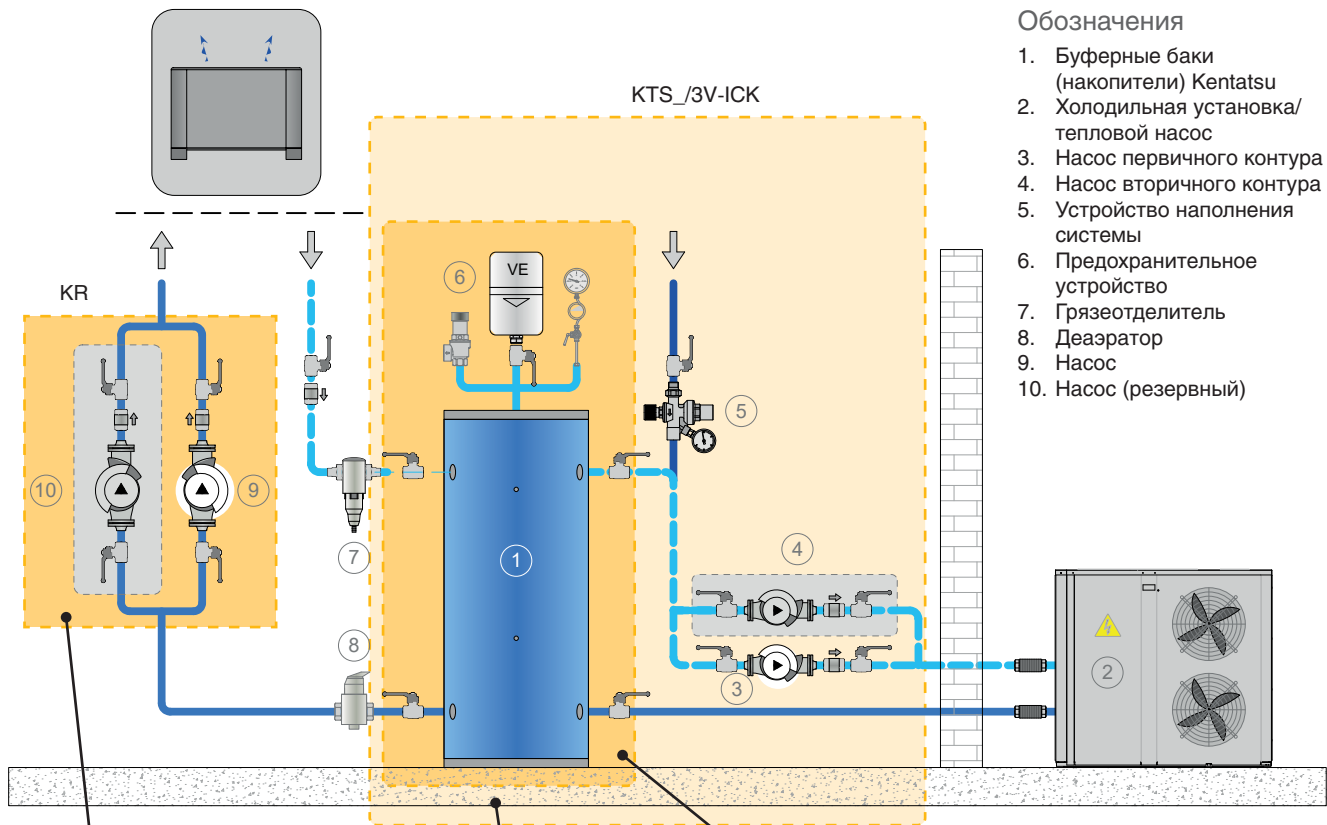 Обозначения
1. Буферные баки
(накопители) Kentatsu
2. Холодильная установка/
тепловой насос
3. Насос первичного контура
4. Насос вторичного контура
5. Устройство наполнения
системы
6. Предохранительное
устройство
7. Грязеотделитель
8. Деаэратор
9. Насос
10. Насос (резервный)
KTS_/3V-ICK
KR
VE
6
5
10
9
7
1
4
8
3
2